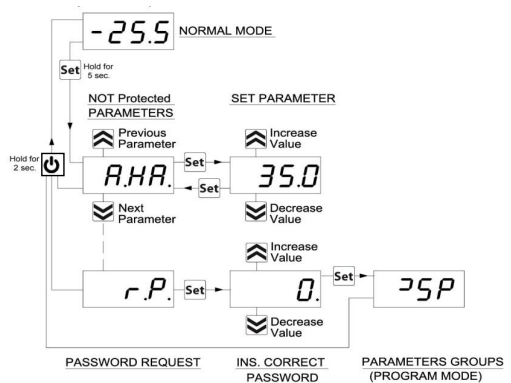 -25.5
NORMAL MODE
Set
Hold for
5 sec.
NOT Protected
PARAMETERS
SET PARAMETER
Previous
Parameter
Increase
Value
Hold for
2 sec.
A.HA.
Set
35.0
Set
Next
Parameter
Decrease
Value
Increase
Value
r.P.
Set
0.
Set
PSP
Decrease
Value
PASSWORD REQUEST
INS. CORRECT
PASSWORD
PARAMETERS GROUPS
(PROGRAM MODE)